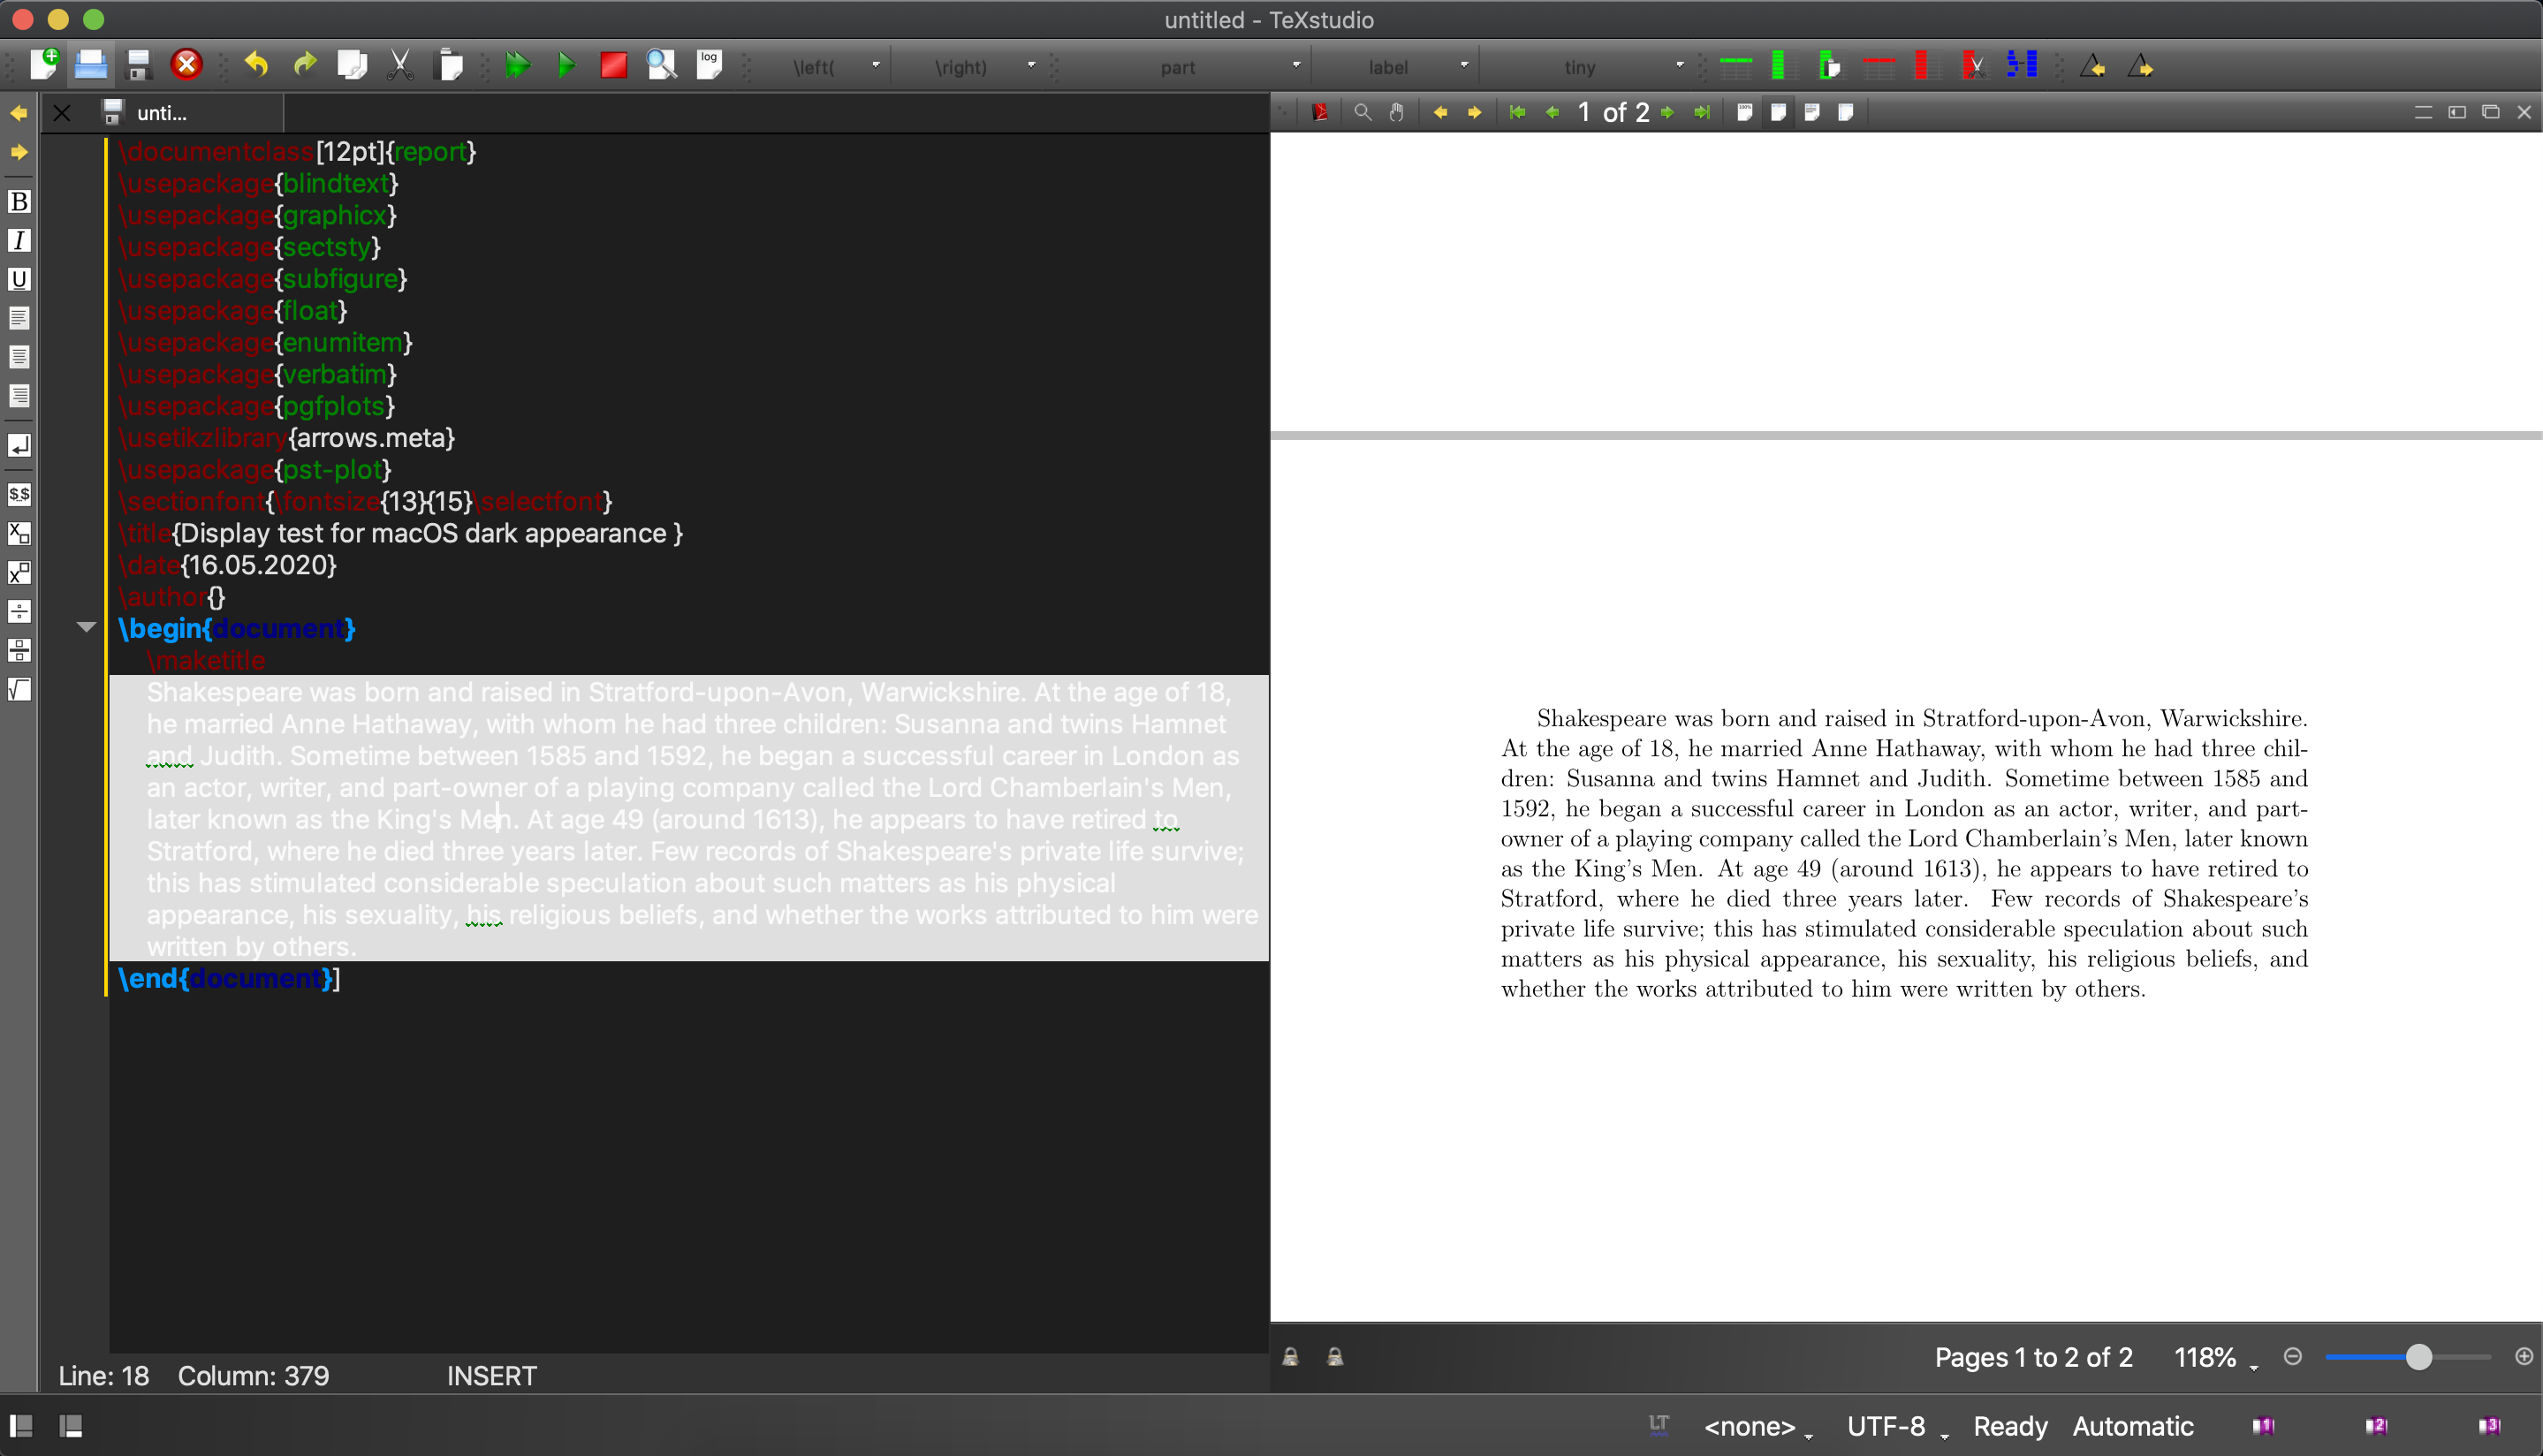 untitled - TeXstudio
log
\left(
\right)
part
label
tiny
unti...
1 of 2
100%
\documentclass[12pt]{report}
\usepackage{blindtext}
\usepackage{graphicx}
\usepackage{sectsty}
\usepackage{subfigure}
\usepackage{float}
\usepackage{enumitem}
\usepackage{verbatim}
\usepackage{pgfplots}
\usetikzlibrary{arrows.meta}
\usepackage{pst-plot}
\sectionfont{\fontsize{13}{15}\selectfont}
\title{Display test for macOS dark appearance }
\date{16.05.2020}
\author{}
\begin{document}
\maketitle
Shakespeare was born and raised in Stratford-upon-Avon, Warwickshire. At the age of 18,
he married Anne Hathaway, with whom he had three children: Susanna and twins Hamnet
and Judith. Sometime between 1585 and 1592, he began a successful career in London as
an actor, writer, and part-owner of a playing company called the Lord Chamberlain's Men,
later known as the King's Men. At age 49 (around 1613), he appears to have retired to
Stratford, where he died three years later. Few records of Shakespeare's private life survive;
this has stimulated considerable speculation about such matters as his physical
appearance, his sexuality, his religious beliefs, and whether the works attributed to him were
written by others.
\end{document}]
B
I
U
$$
Shakespeare was born and raised in Stratford-upon-Avon, Warwickshire.
At the age of 18, he married Anne Hathaway, with whom he had three chil-
dren: Susanna and twins Hamnet and Judith. Sometime between 1585 and
1592, he began a successful career in London as an actor, writer, and part-
owner of a playing company called the Lord Chamberlain's Men, later known
as the King's Men. At age 49 (around 1613), he appears to have retired to
Stratford, where he died three years later. Few records of Shakespeare's
private life survive; this has stimulated considerable speculation about such
matters as his physical appearance, his sexuality, his religious beliefs, and
whether the works attributed to him were written by others.
Line: 18 Column: 379 INSERT
Pages 1 to 2 of 2 118%
LT <none> UTF-8 Ready Automatic 1 2 3